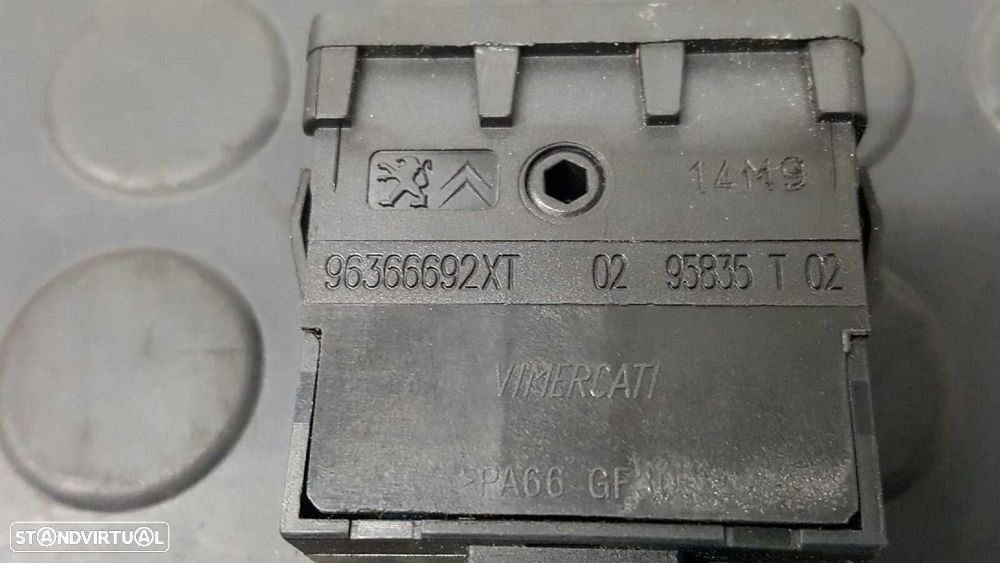 14M9
96366692XT 02 95835 T 02
VIMERCATI
>PA66 GF
STANDVIRTUAL